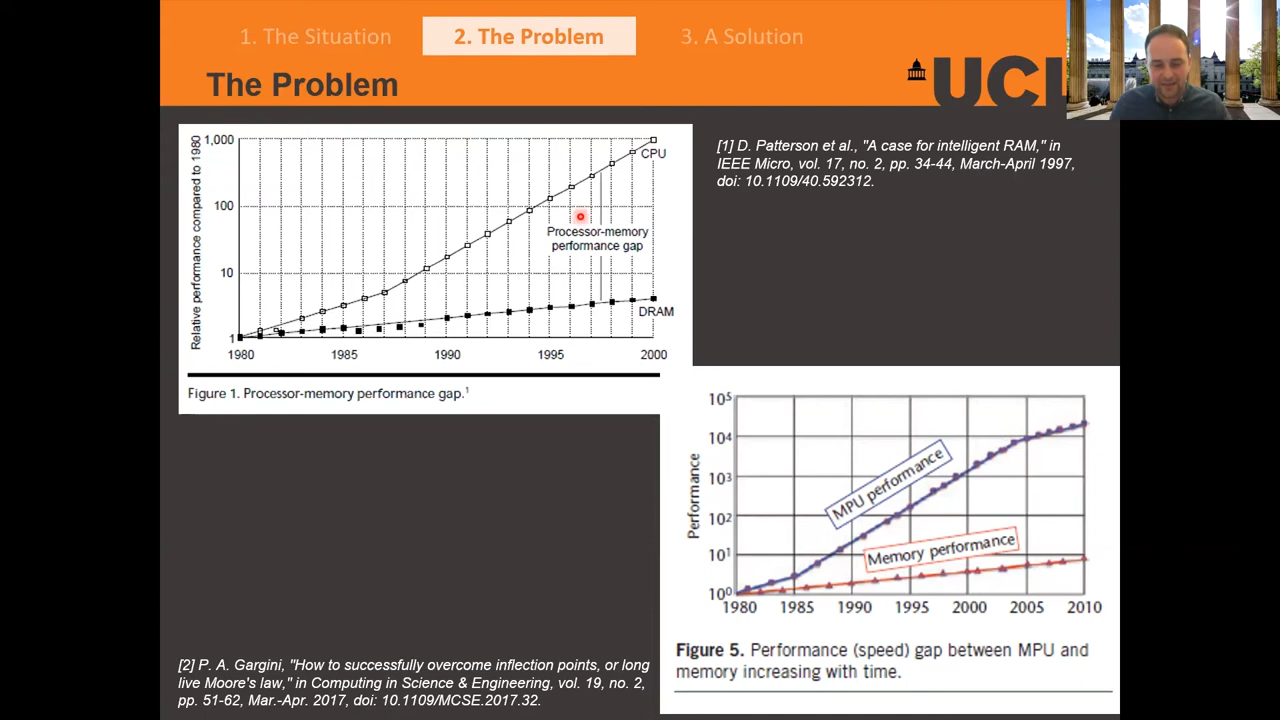 1. The Situation
2. The Problem
3. A Solution
The Problem
UCL
1,000
100
10
1
Relative performance compared to 1980
CPU
Processor-memory
performance gap
DRAM
1980
1985
1990
1995
2000
Figure 1. Processor-memory performance gap.¹
[1] D. Patterson et al., "A case for intelligent RAM," in
IEEE Micro, vol. 17, no. 2, pp. 34-44, March-April 1997,
doi: 10.1109/40.592312.
10⁵
10⁴
10³
10²
10¹
10⁰
Performance
MPU performance
Memory performance
1980
1985
1990
1995
2000
2005
2010
Figure 5. Performance (speed) gap between MPU and
memory increasing with time.
[2] P. A. Gargini, "How to successfully overcome inflection points, or long
live Moore's law," in Computing in Science & Engineering, vol. 19, no. 2,
pp. 51-62, Mar.-Apr. 2017, doi: 10.1109/MCSE.2017.32.